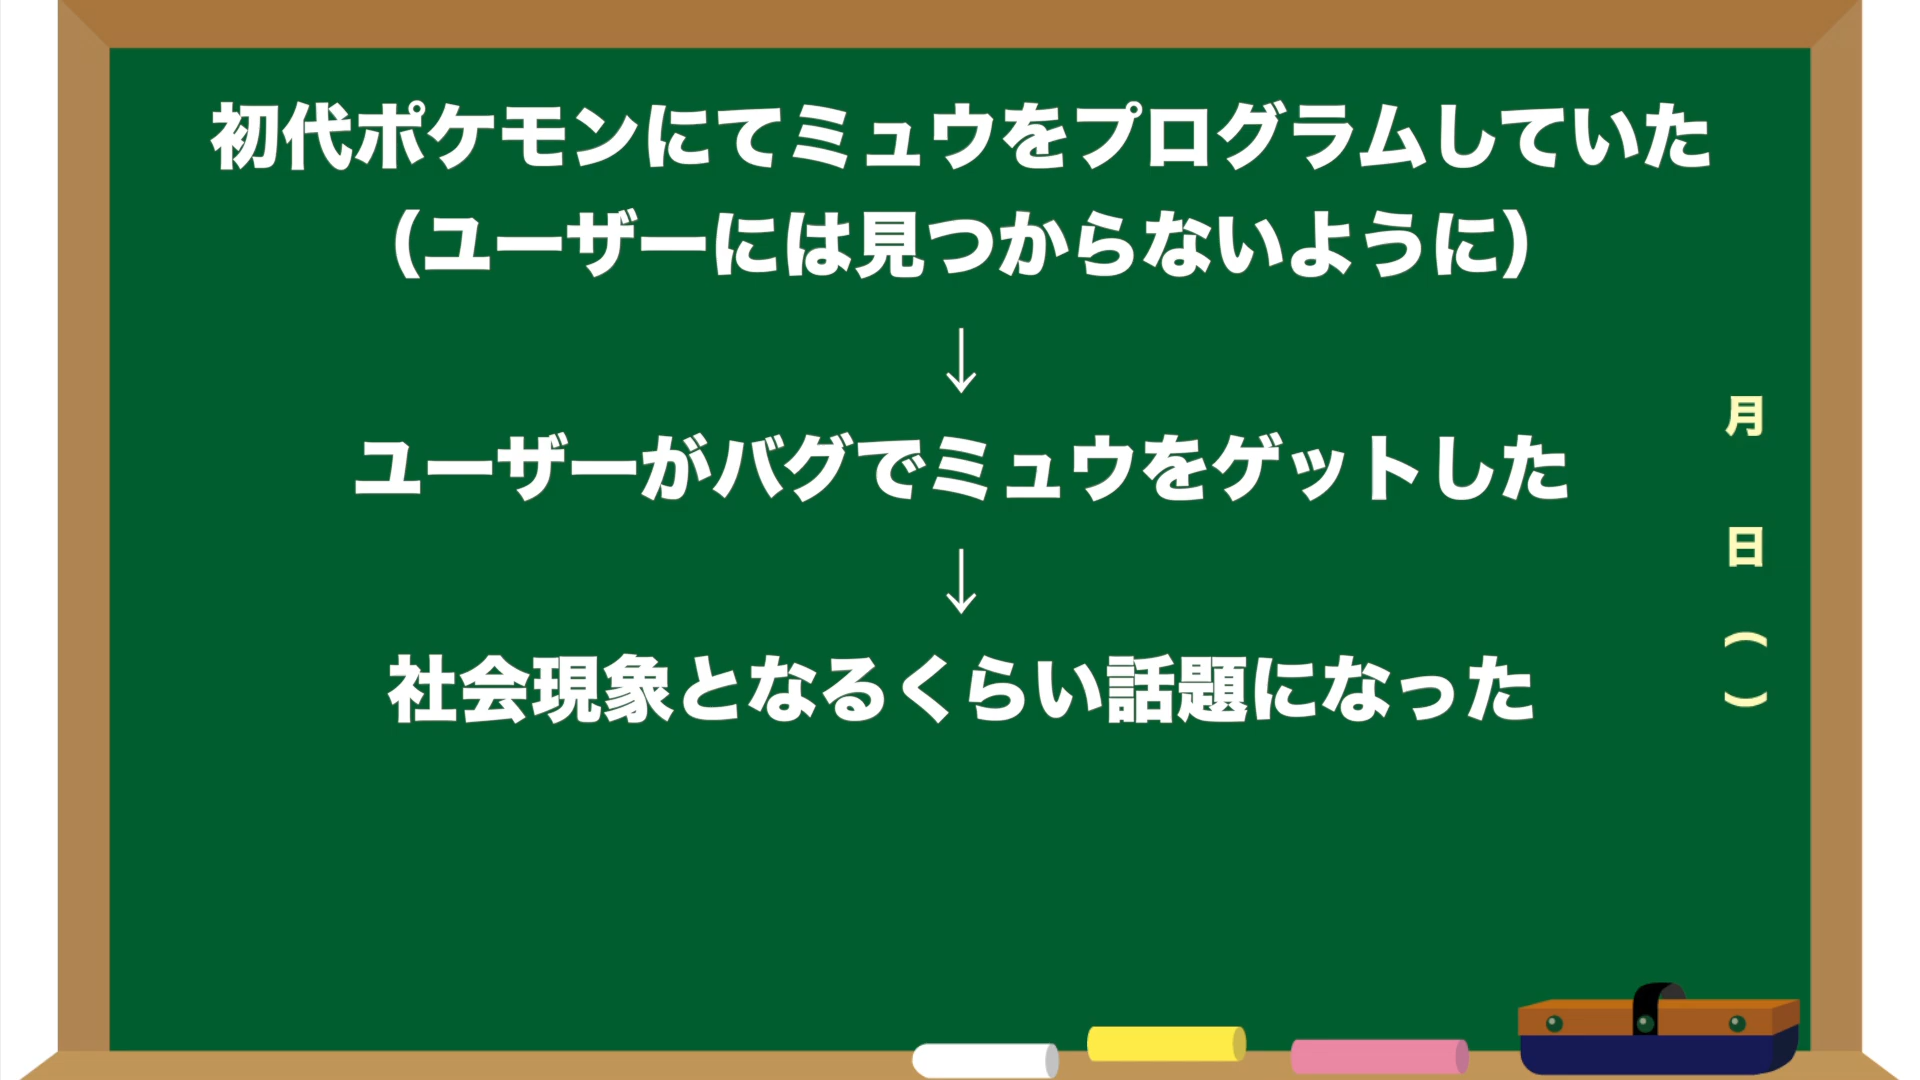 初代ポケモンにてミュウをプログラムしていた
（ユーザーには見つからないように）
↓
ユーザーがバグでミュウをゲットした
↓
社会現象となるくらい話題になった
月 日 （ ）